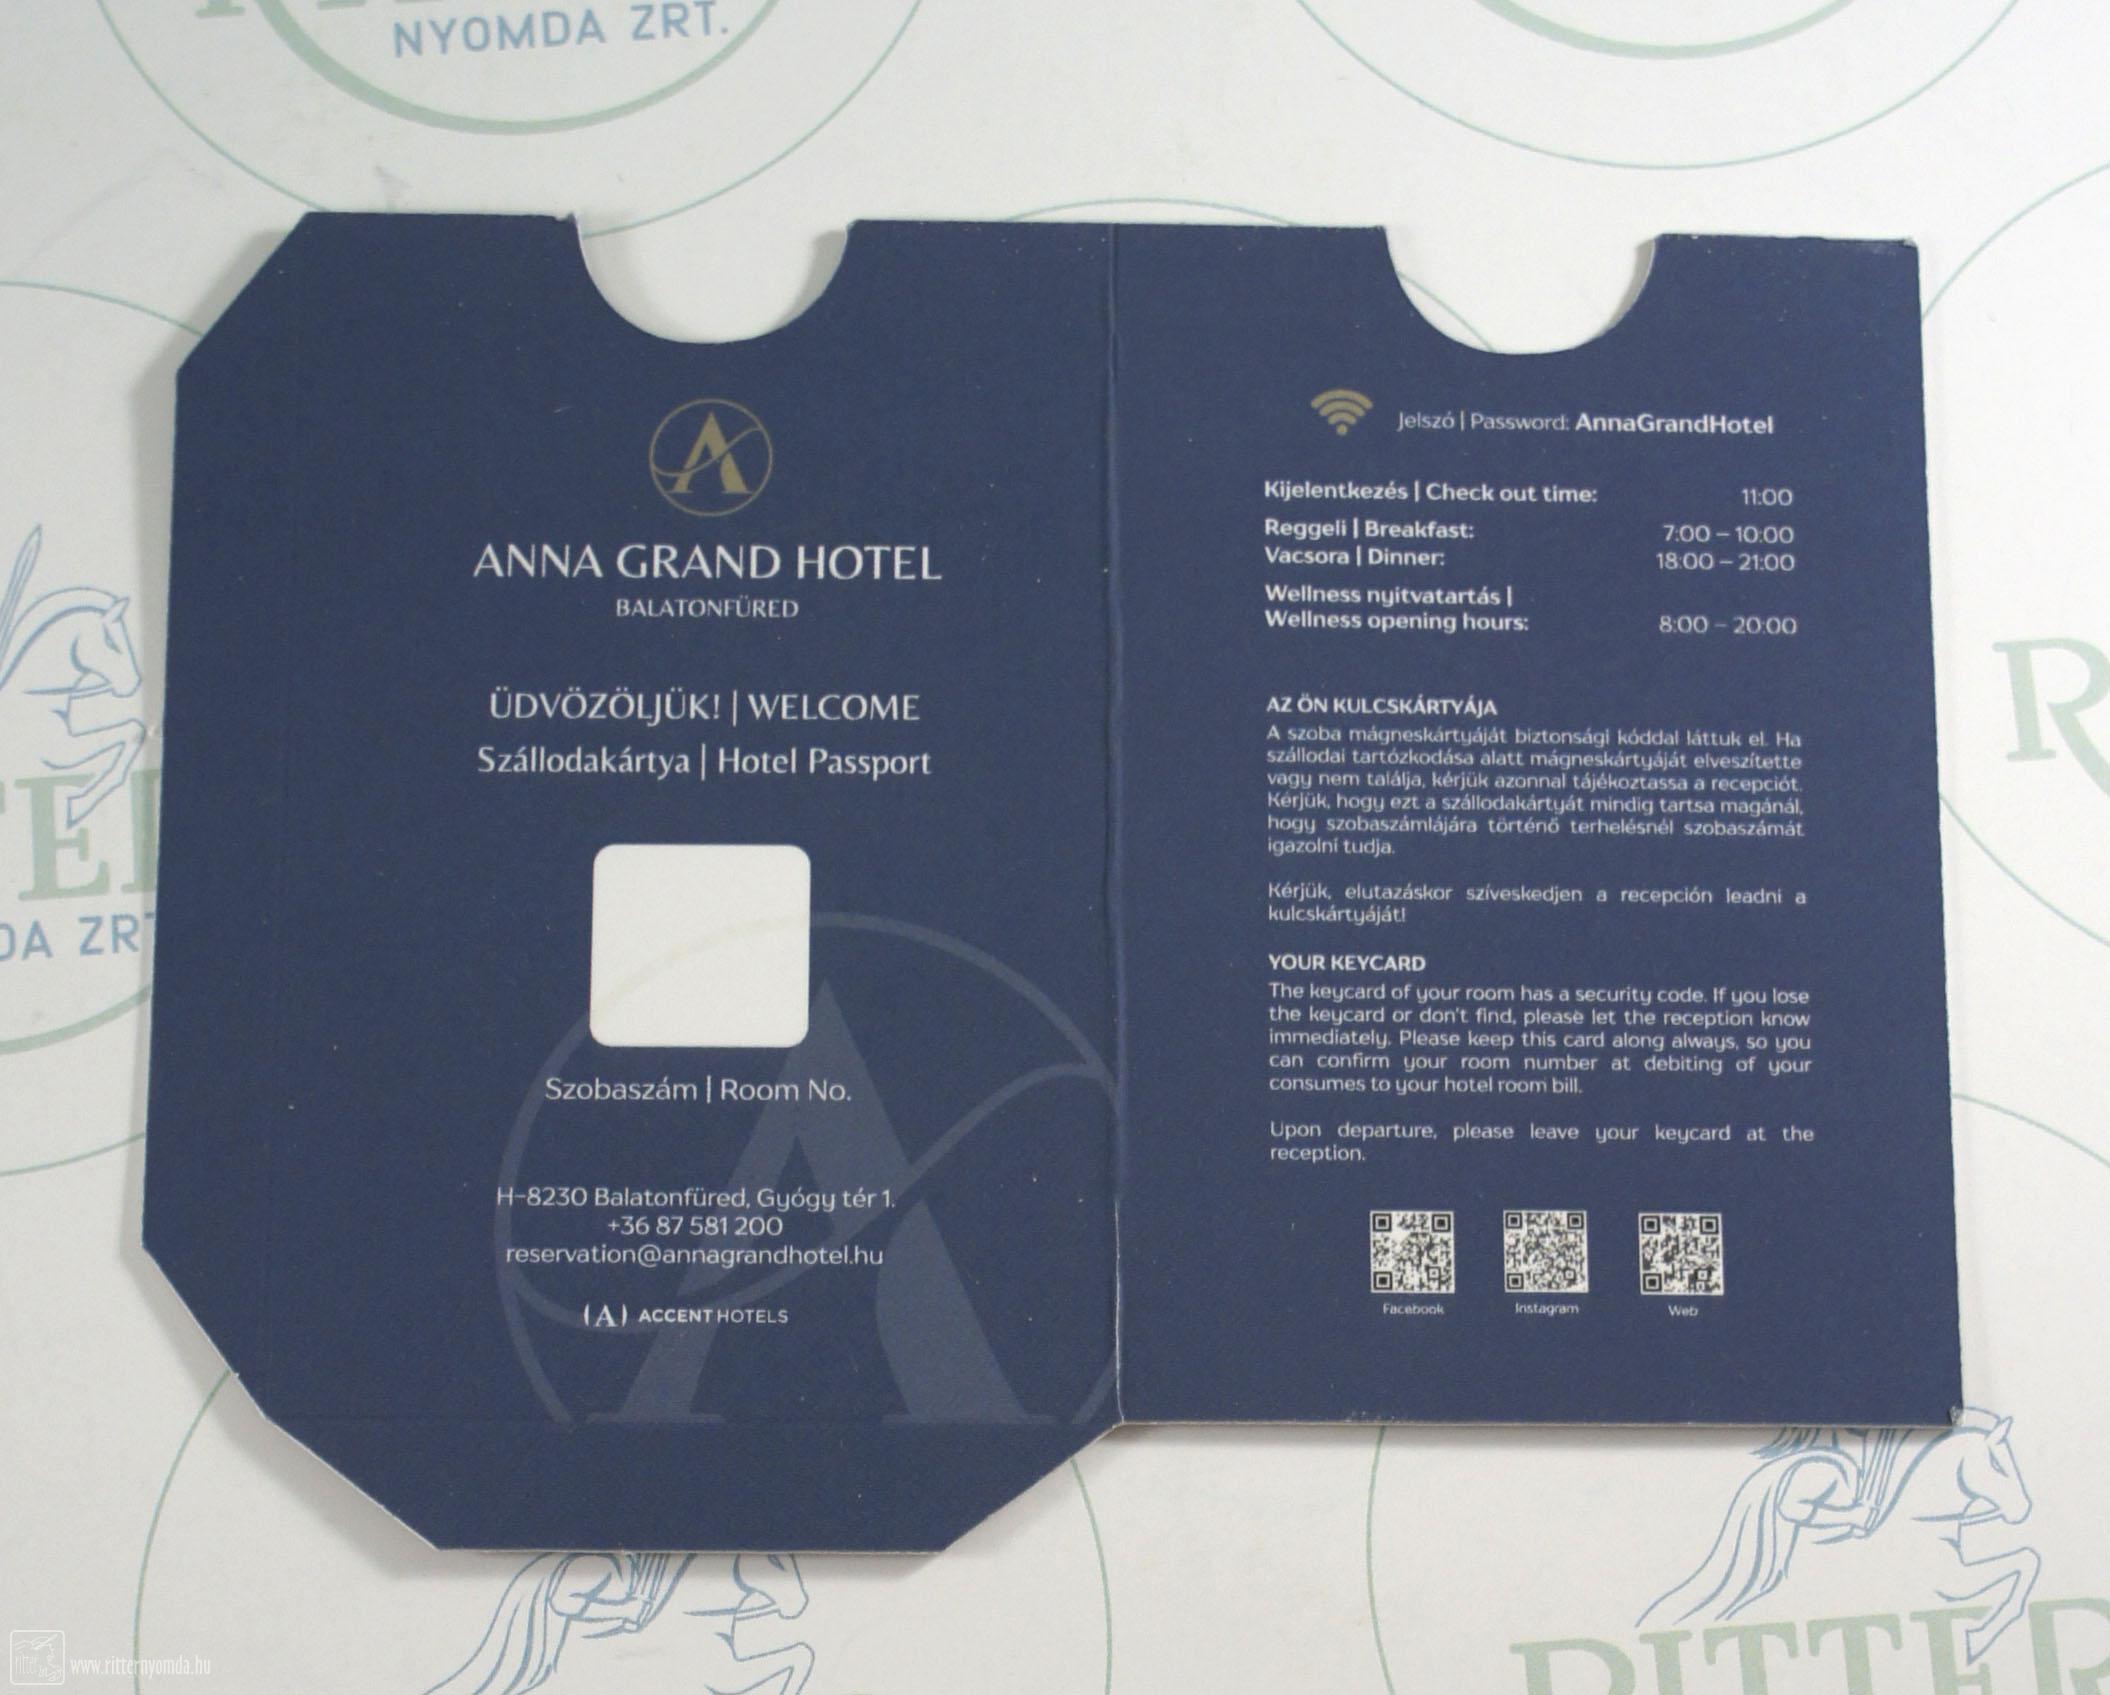 NYOMDA ZRT.
ANNA GRAND HOTEL
BALATONFÜRED
ÜDVÖZÖLJÜK! | WELCOME
Szállodakártya | Hotel Passport
Szobaszám | Room No.
H-8230 Balatonfüred, Gyógy tér 1.
+36 87 581 200
reservation@annagrandhotel.hu
(A) ACCENT HOTELS
Jelszó | Password: AnnaGrandHotel
Kijelentkezés | Check out time: 11:00
Reggeli | Breakfast: 7:00 – 10:00
Vacsora | Dinner: 18:00 – 21:00
Wellness nyitvatartás |
Wellness opening hours: 8:00 – 20:00
AZ ÖN KULCSKÁRTYÁJA
A szoba mágneskártyáját biztonsági kóddal láttuk el. Ha
szállodai tartózkodása alatt mágneskártyáját elveszítette
vagy nem találja, kérjük azonnal tájékoztassa a recepciót.
Kérjük, hogy ezt a szállodakártyát mindig tartsa magánál,
hogy szobaszámlájára történő terhelésnél szobaszámát
igazolni tudja.
Kérjük, elutazáskor szíveskedjen a recepción leadni a
kulcskártyáját!
YOUR KEYCARD
The keycard of your room has a security code. If you lose
the keycard or don't find, please let the reception know
immediately. Please keep this card along always, so you
can confirm your room number at debiting of your
consumes to your hotel room bill.
Upon departure, please leave your keycard at the
reception.
Facebook Instagram Web
DA ZRT
RITTER
www.ritternyomda.hu